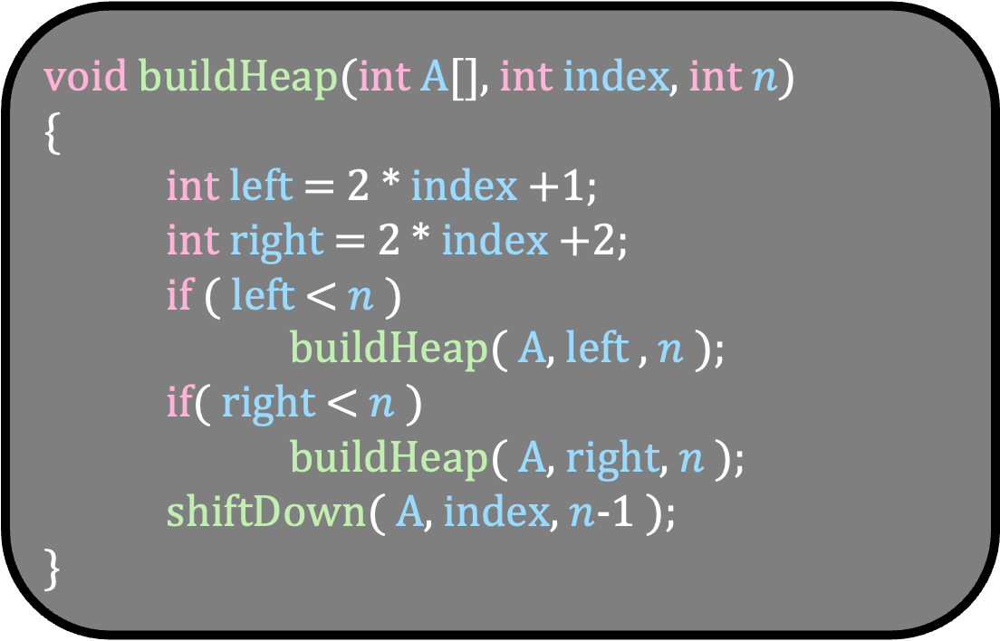 void buildHeap(int A[], int index, int n)
{
int left = 2 * index +1;
int right = 2 * index +2;
if ( left < n )
buildHeap( A, left , n );
if( right < n )
buildHeap( A, right, n );
shiftDown( A, index, n-1 );
}